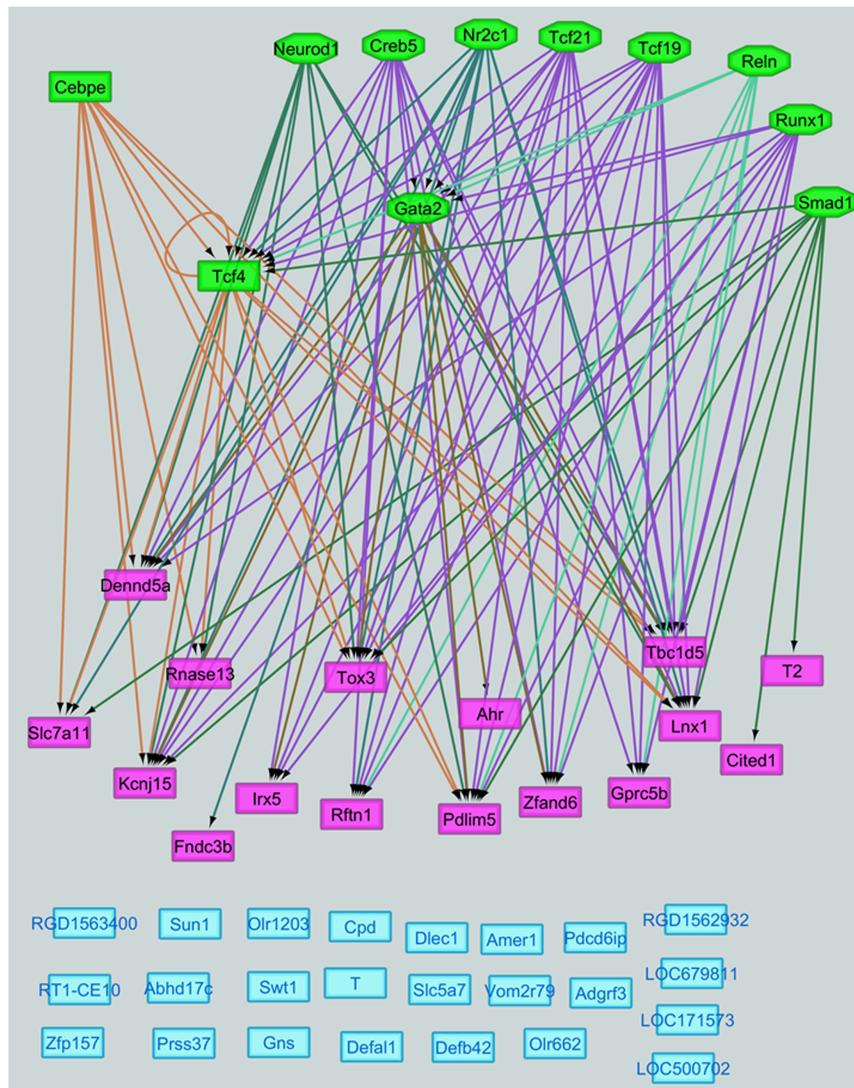 Neurod1
Creb5
Nr2c1
Tcf21
Tcf19
Reln
Cebpe
Runx1
Gata2
Smad1
Tcf4
Dennd5a
Rnase13
Tox3
Tbc1d5
T2
Slc7a11
Ahr
Lnx1
Cited1
Kcnj15
Irx5
Rftn1
Pdlim5
Zfand6
Gprc5b
Fndc3b
RGD1563400
Sun1
Olr1203
Cpd
Dlec1
Amer1
Pdcd6ip
RGD1562932
RT1-CE10
Abhd17c
Swt1
T
Slc5a7
Vom2r79
Adgrf3
LOC679811
LOC171573
Zfp157
Prss37
Gns
Defal1
Defb42
Olr662
LOC500702